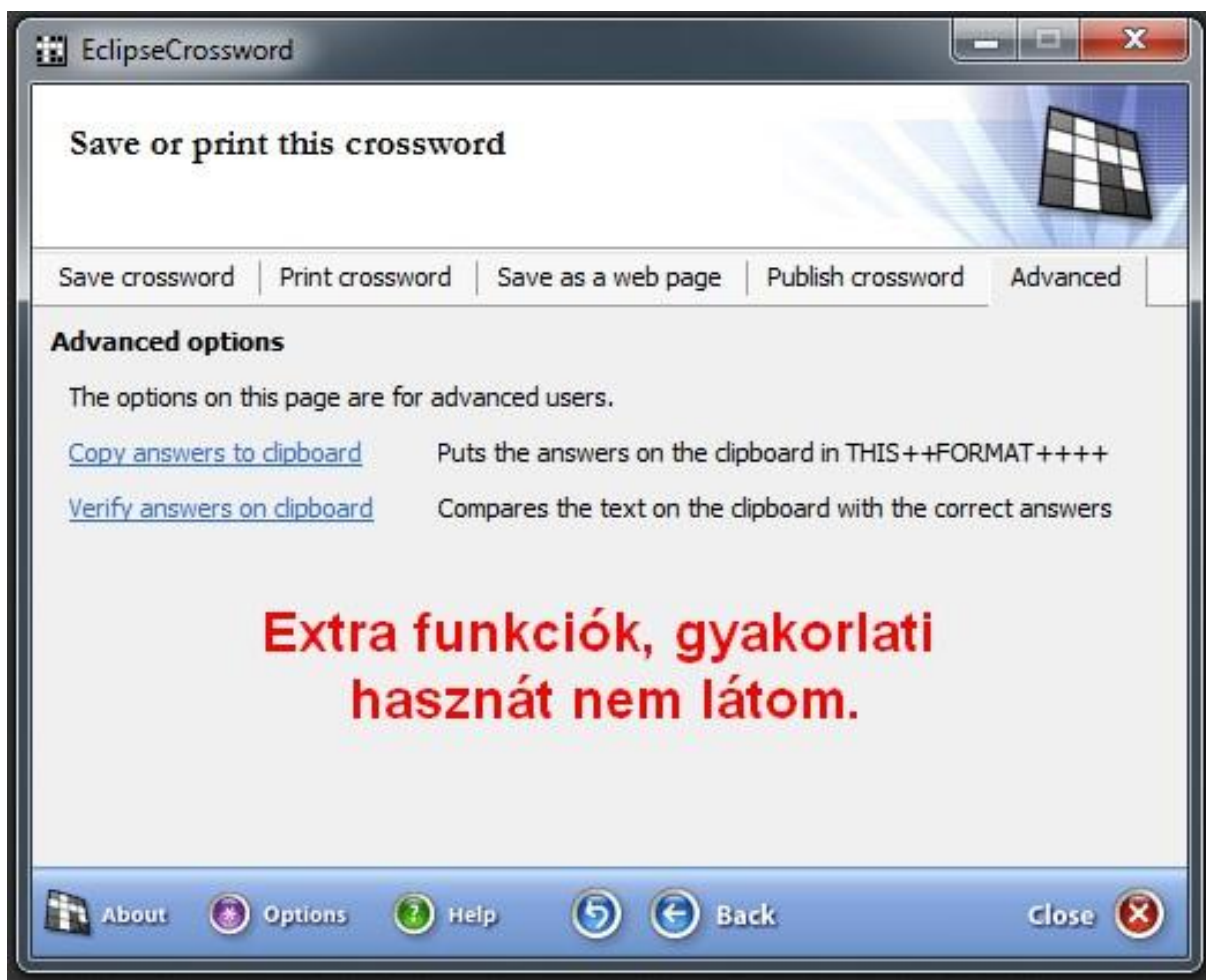 EclipseCrossword
Save or print this crossword
Save crossword Print crossword Save as a web page Publish crossword Advanced
Advanced options
The options on this page are for advanced users.
Copy answers to clipboard Puts the answers on the clipboard in THIS++FORMAT++++
Verify answers on clipboard Compares the text on the clipboard with the correct answers
Extra funkciók, gyakorlati
hasznát nem látom.
About Options Help Back Close